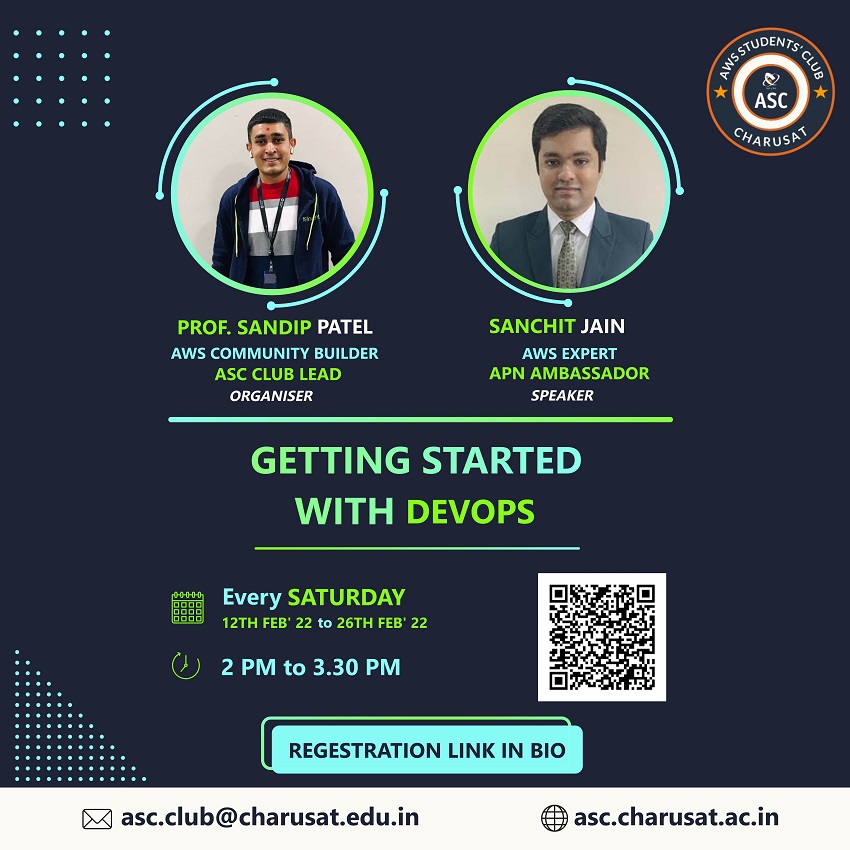 AWS STUDENTS' CLUB
ASC
CHARUSAT
PROF. SANDIP PATEL
AWS COMMUNITY BUILDER
ASC CLUB LEAD
ORGANISER
SANCHIT JAIN
AWS EXPERT
APN AMBASSADOR
SPEAKER
GETTING STARTED
WITH DEVOPS
Every SATURDAY
12TH FEB' 22 to 26TH FEB' 22
2 PM to 3.30 PM
REGESTRATION LINK IN BIO
asc.club@charusat.edu.in
asc.charusat.ac.in